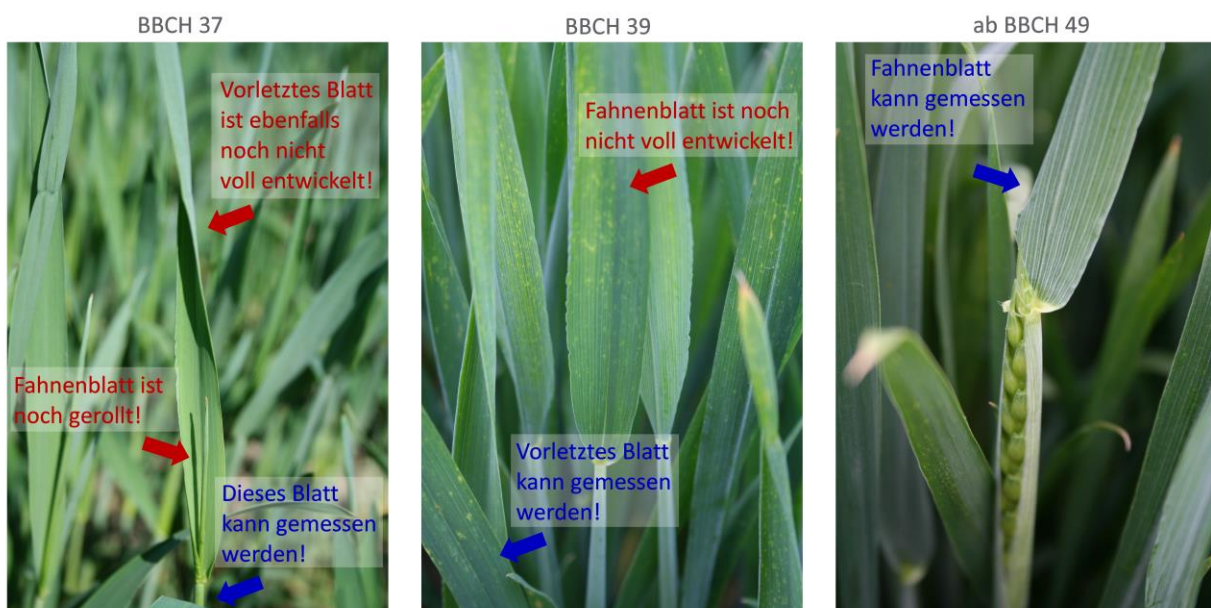 BBCH 37
Vorletztes Blatt
ist ebenfalls
noch nicht
voll entwickelt!
Fahnenblatt ist
noch gerollt!
Dieses Blatt
kann gemessen
werden!
BBCH 39
Fahnenblatt ist noch
nicht voll entwickelt!
Vorletztes Blatt
kann gemessen
werden!
ab BBCH 49
Fahnenblatt
kann gemessen
werden!